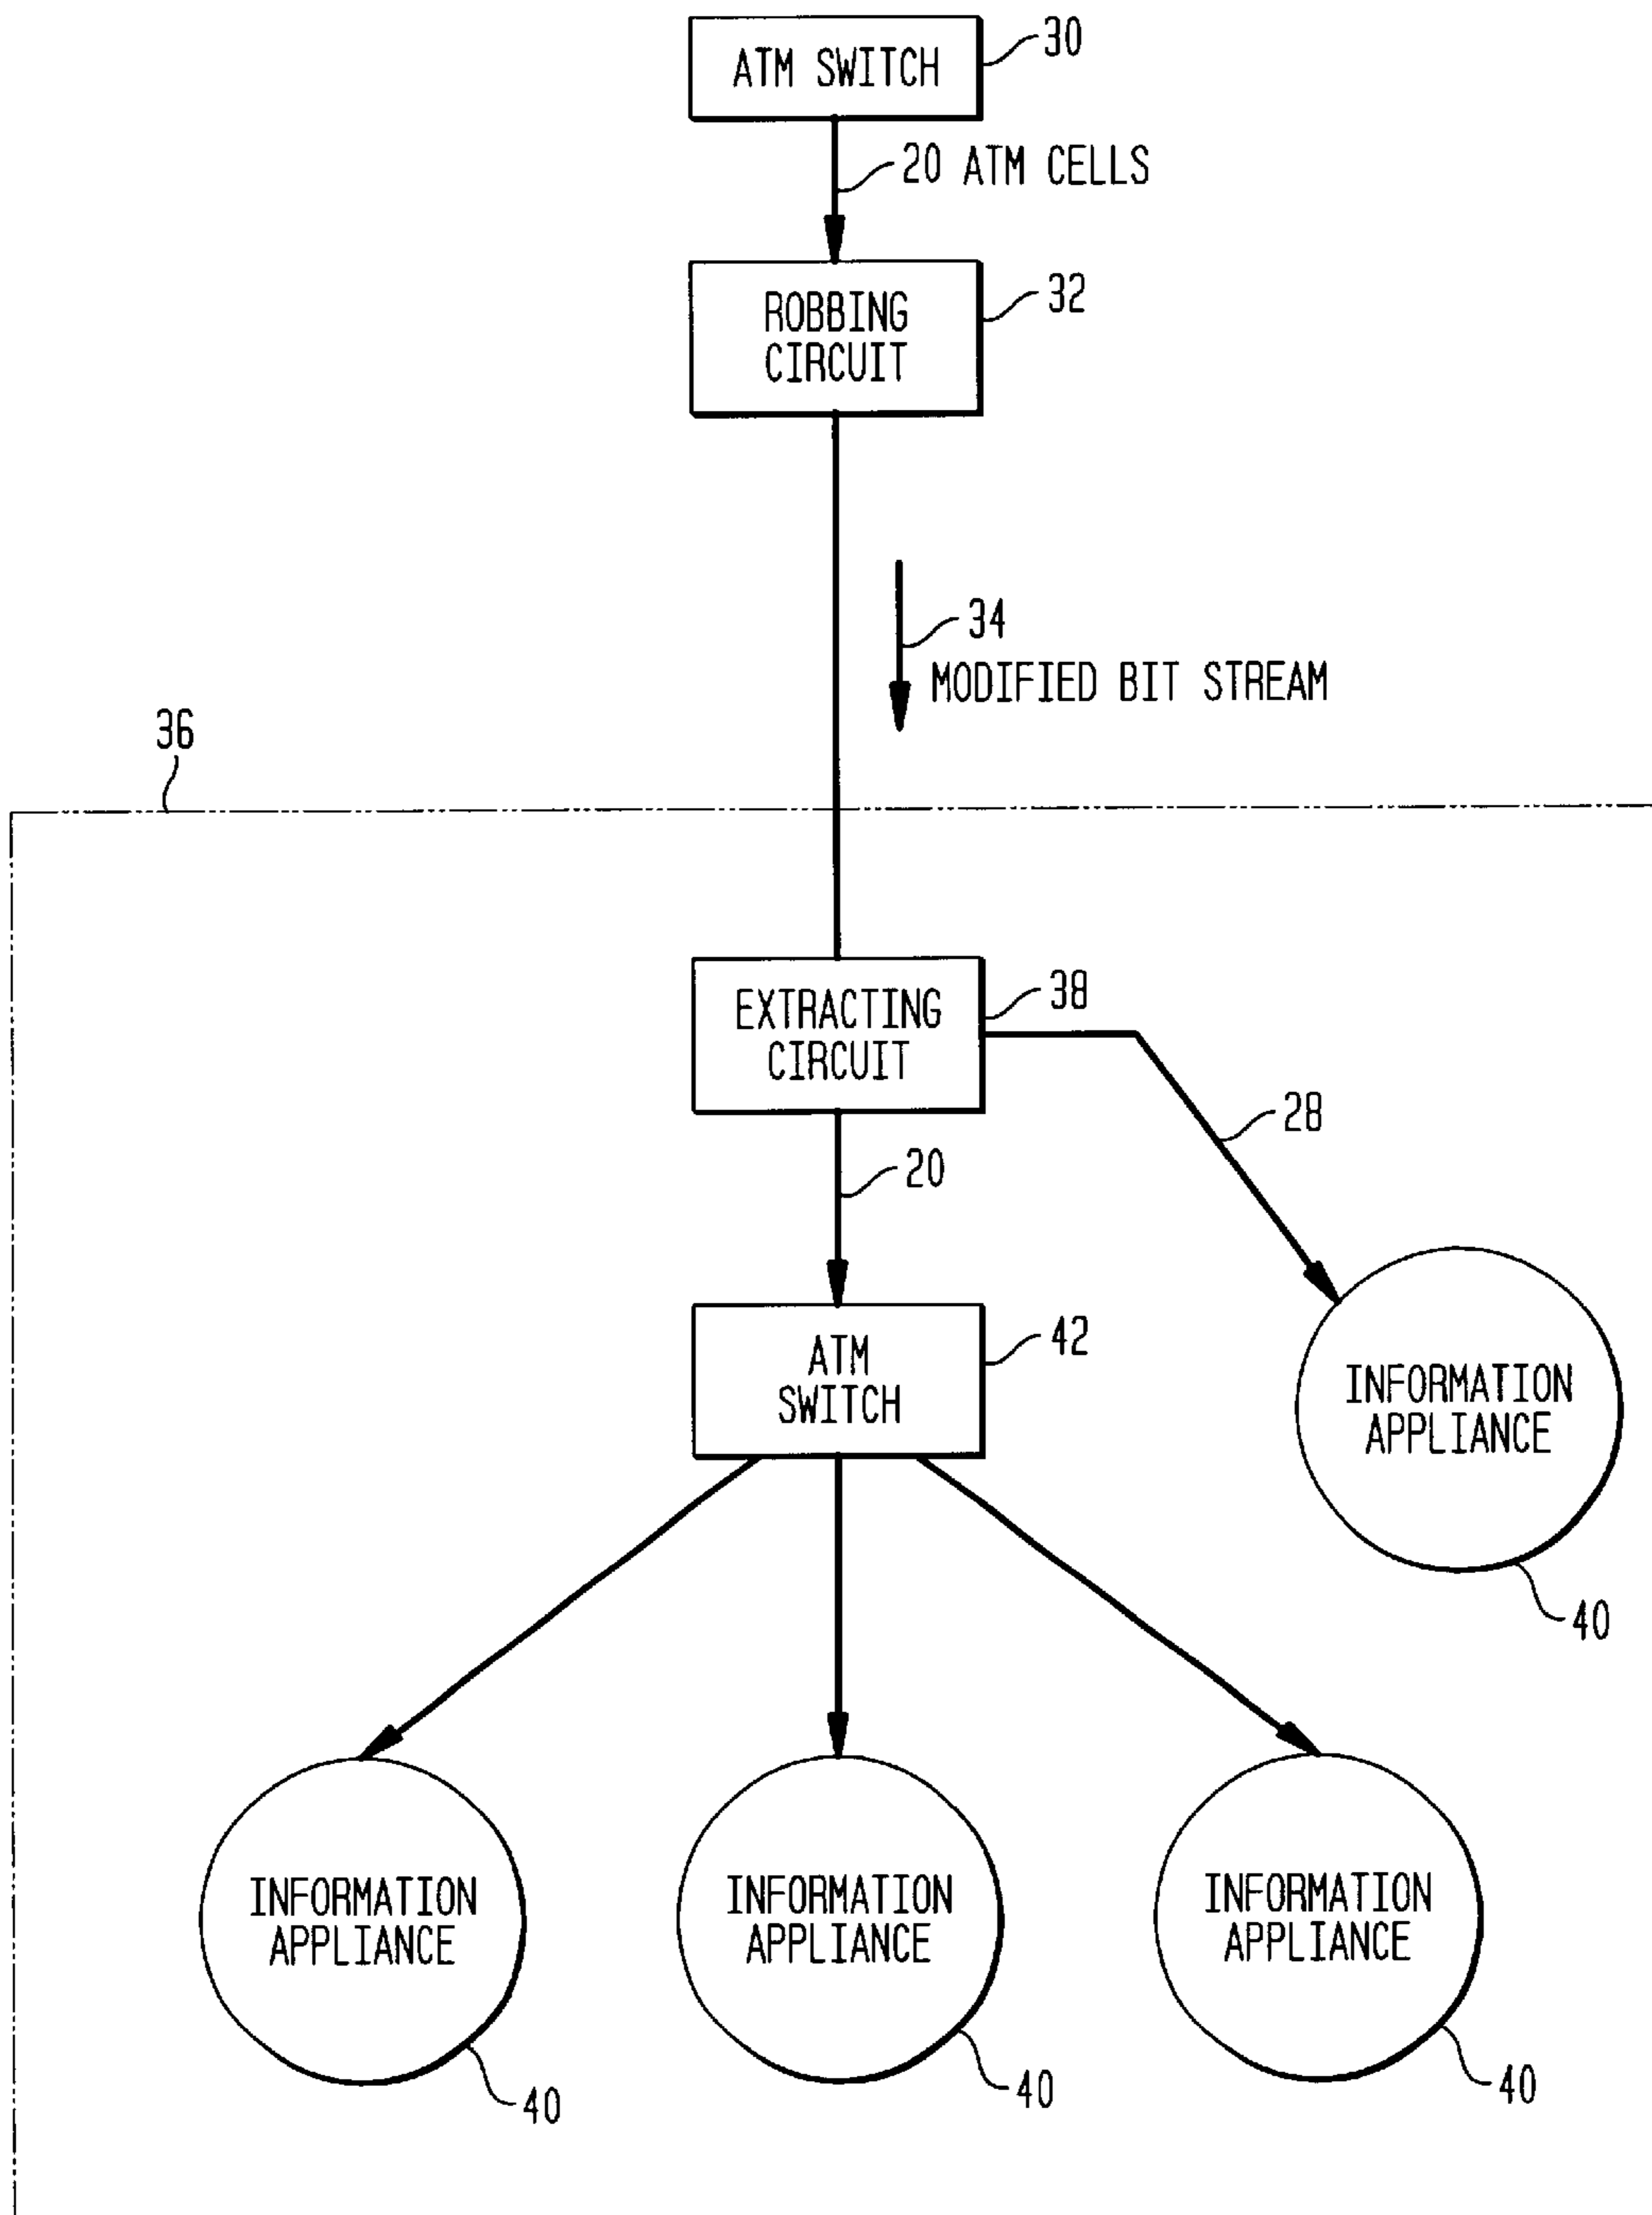 ATM SWITCH
30
20 ATM CELLS
ROBBING
CIRCUIT
32
34
MODIFIED BIT STREAM
36
EXTRACTING
CIRCUIT
38
28
20
ATM
SWITCH
42
INFORMATION
APPLIANCE
40
INFORMATION
APPLIANCE
40
INFORMATION
APPLIANCE
40
INFORMATION
APPLIANCE
40